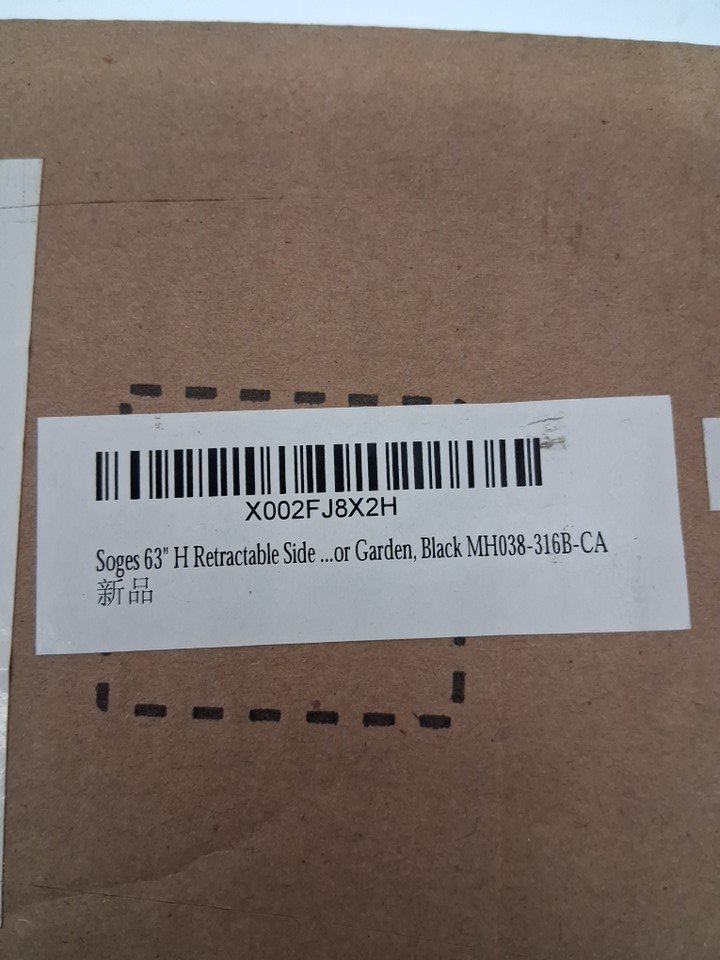 X002FJ8X2H
Soges 63" H Retractable Side ...or Garden, Black MH038-316B-CA
新品